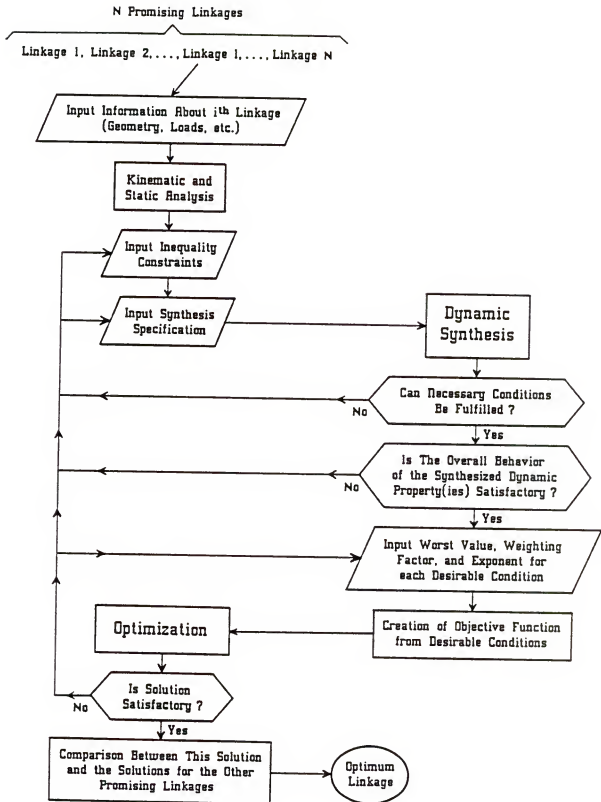 N Promising Linkages
Linkage 1, Linkage 2,..., Linkage 1,..., Linkage N
Input Information About ith Linkage
(Geometry, Loads, etc.)
Kinematic and
Static Analysis
Input Inequality
Constraints
Input Synthesis
Specification
Dynamic
Synthesis
Can Necessary Conditions
Be Fulfilled ?
No
Yes
Is The Overall Behavior
of the Synthesized Dynamic
Property(ies) Satisfactory ?
No
Yes
Input Worst Value, Weighting
Factor, and Exponent for
each Desirable Condition
Creation of Objective Function
from Desirable Conditions
Optimization
Is Solution
Satisfactory ?
No
Yes
Comparison Between This Solution
and the Solutions for the Other
Promising Linkages
Optimum
Linkage